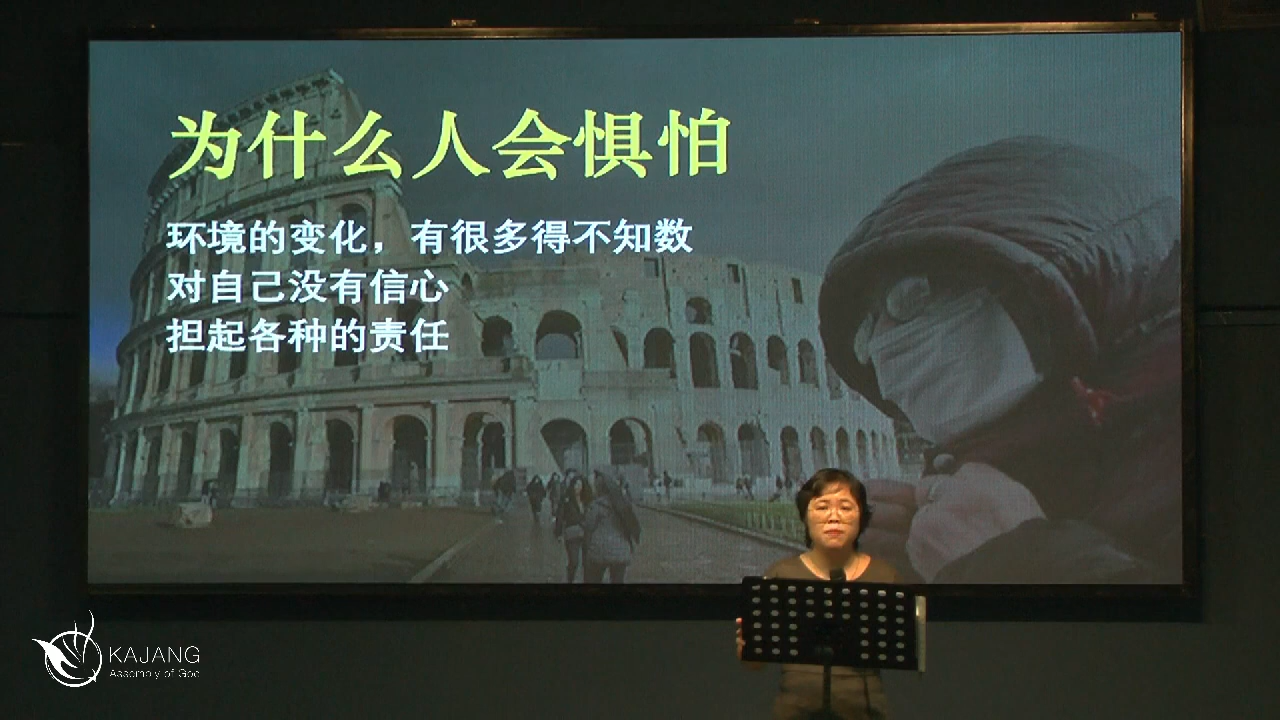 为什么人会惧怕
环境的变化，有很多得不知数
对自己没有信心
担起各种的责任
KAJANG
Assembly of God